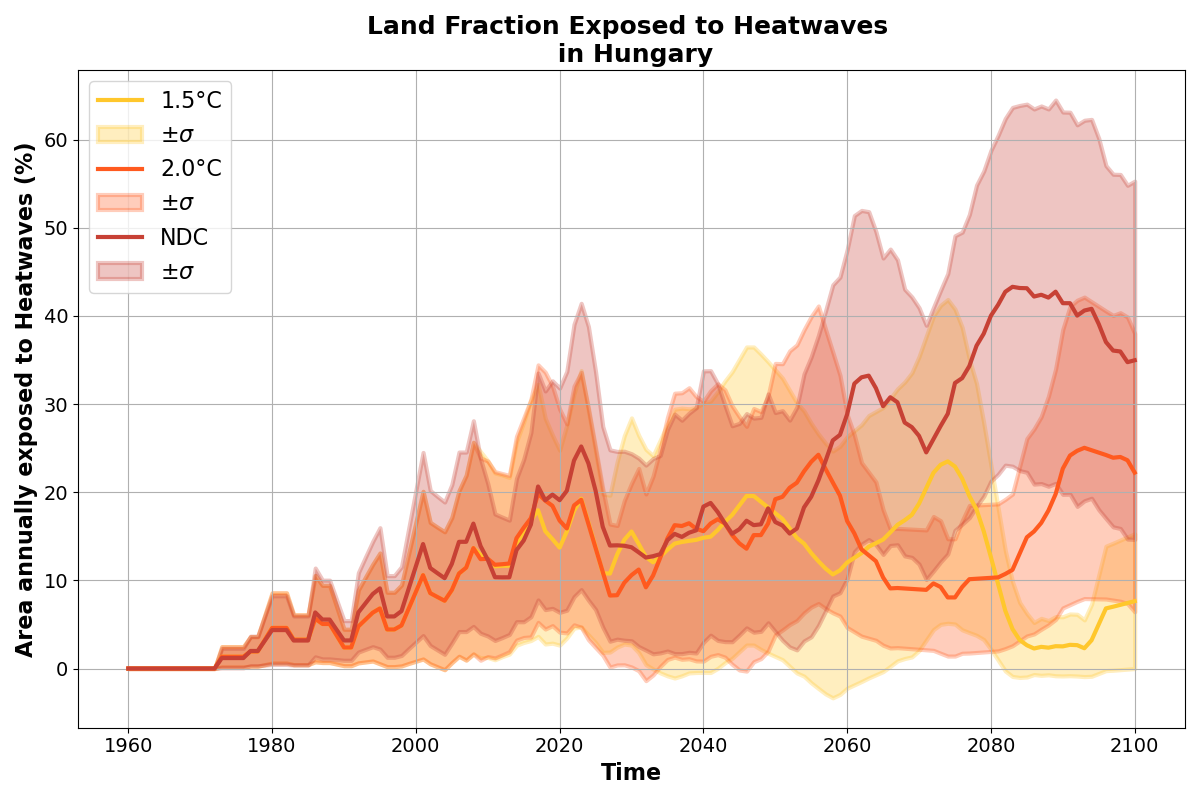 Land Fraction Exposed to Heatwaves
in Hungary
Area annually exposed to Heatwaves (%)
60
50
40
30
20
10
0
1.5°C
±σ
2.0°C
±σ
NDC
±σ
1960 1980 2000 2020 2040 2060 2080 2100
Time